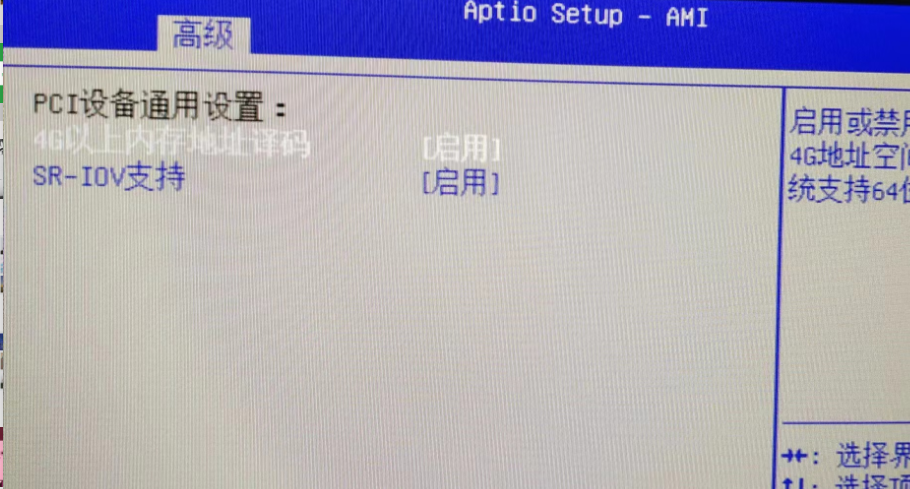 Aptio Setup - AMI
高级
PCI设备通用设置：
4G以上内存地址译码 [启用]
SR-IOV支持 [启用]
启用或禁用
4G地址空间
统支持64位
→←: 选择界
↑↓: 选择项